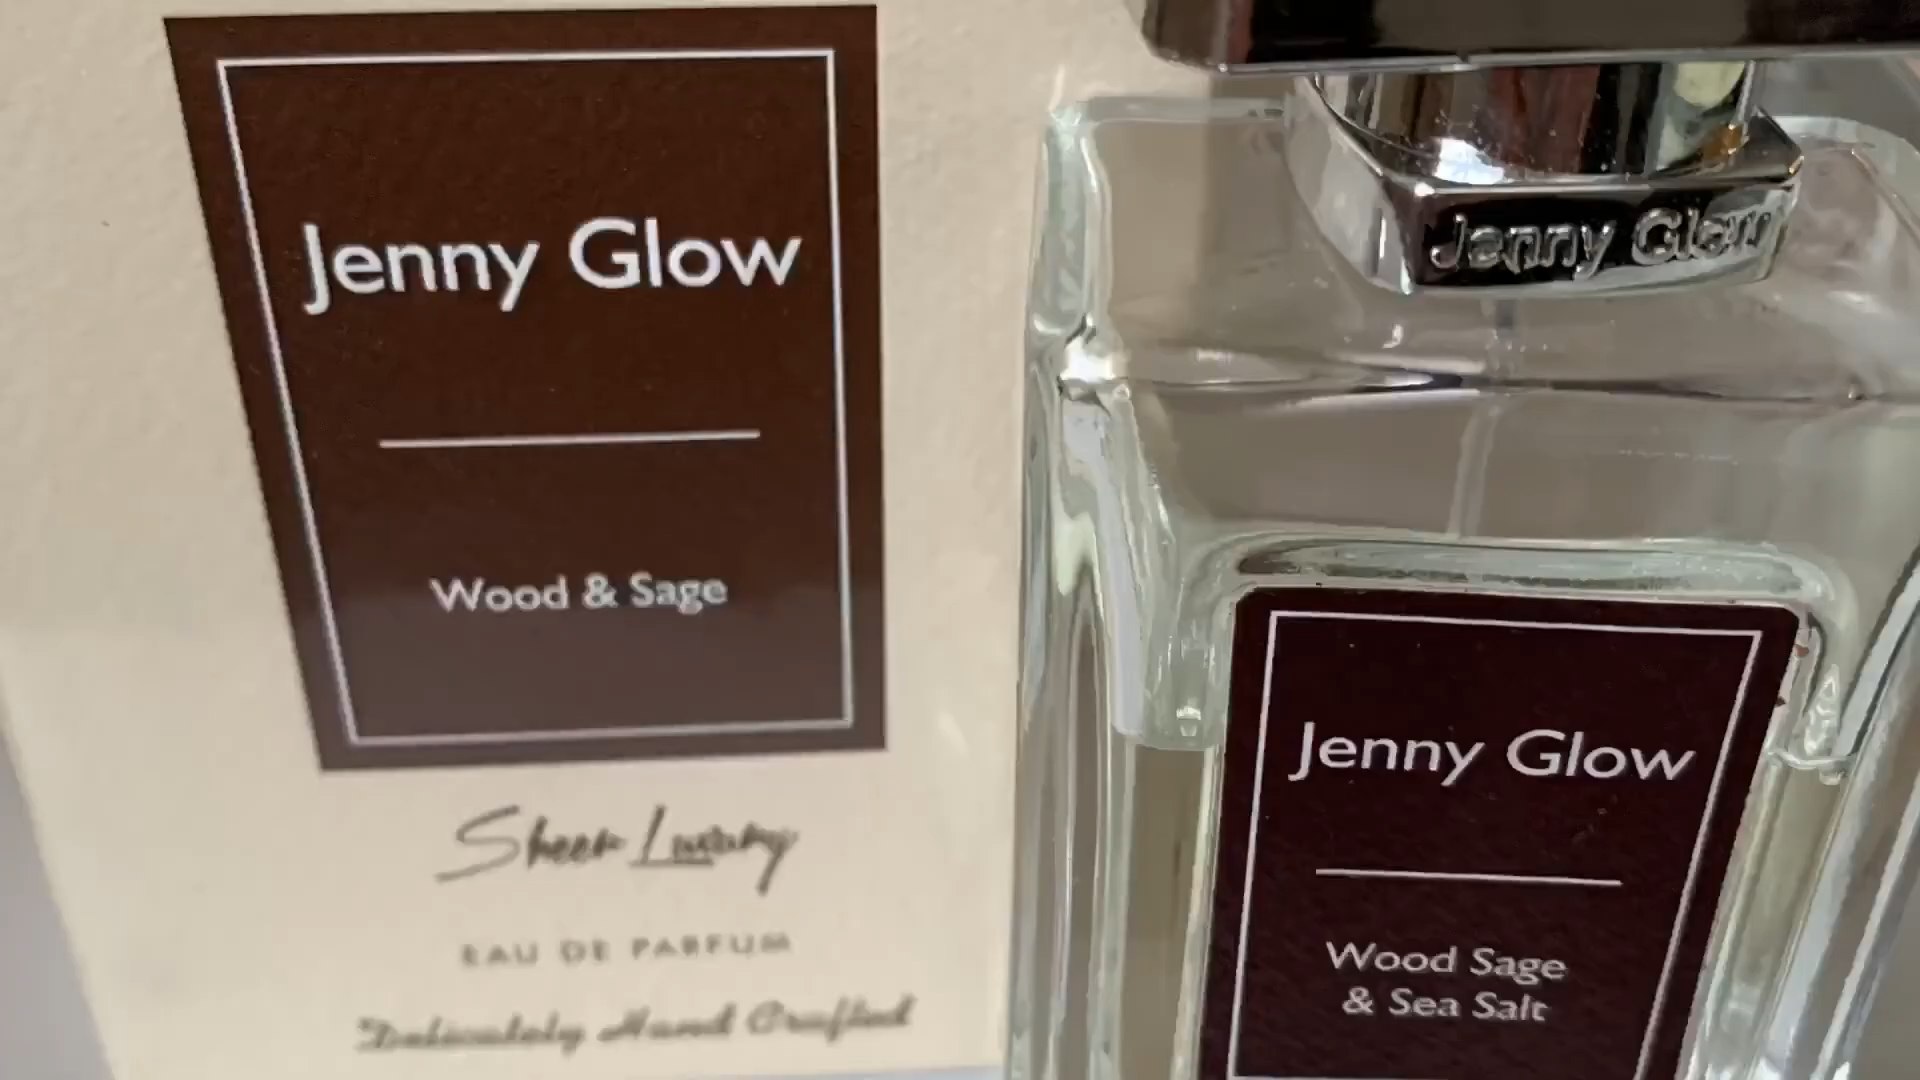 Jenny Glow
Wood & Sage
Sheer Luxury
EAU DE PARFUM
Delicately Hand Crafted
Jenny Glow
Jenny Glow
Wood Sage
& Sea Salt